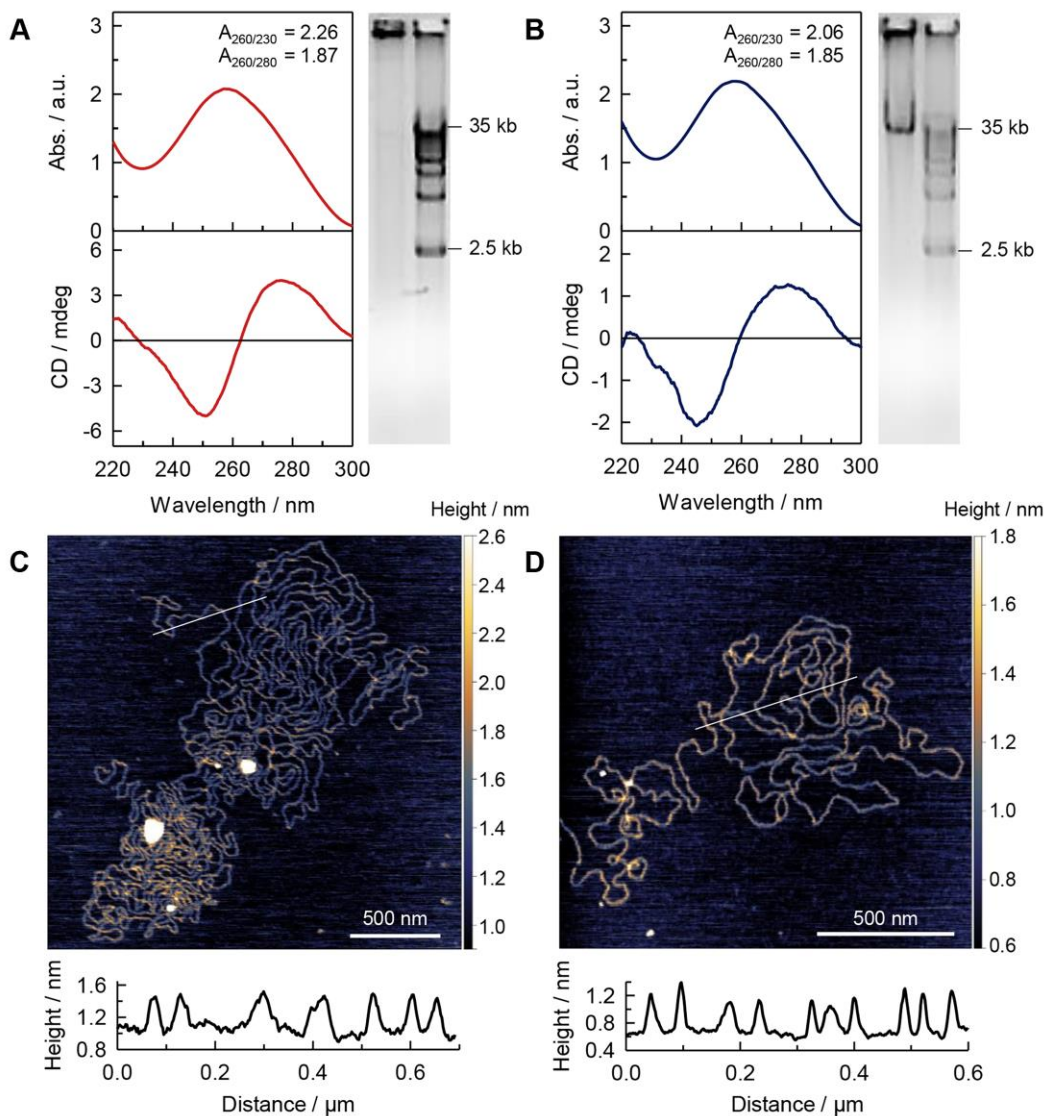 A
A260/230 = 2.26
A260/280 = 1.87
3
2
1
0
Abs. / a.u.
6
3
0
-3
-6
CD / mdeg
220 240 260 280 300
Wavelength / nm
35 kb
2.5 kb
B
A260/230 = 2.06
A260/280 = 1.85
3
2
1
0
Abs. / a.u.
2
1
0
-1
-2
CD / mdeg
220 240 260 280 300
Wavelength / nm
35 kb
2.5 kb
C
Height / nm
2.6
2.4
2.2
2.0
1.8
1.6
1.4
1.2
1.0
500 nm
Height / nm
1.6
1.2
0.8
0.0 0.2 0.4 0.6
Distance / µm
D
Height / nm
1.8
1.6
1.4
1.2
1.0
0.8
0.6
500 nm
Height / nm
1.2
0.8
0.4
0.0 0.2 0.4 0.6
Distance / µm